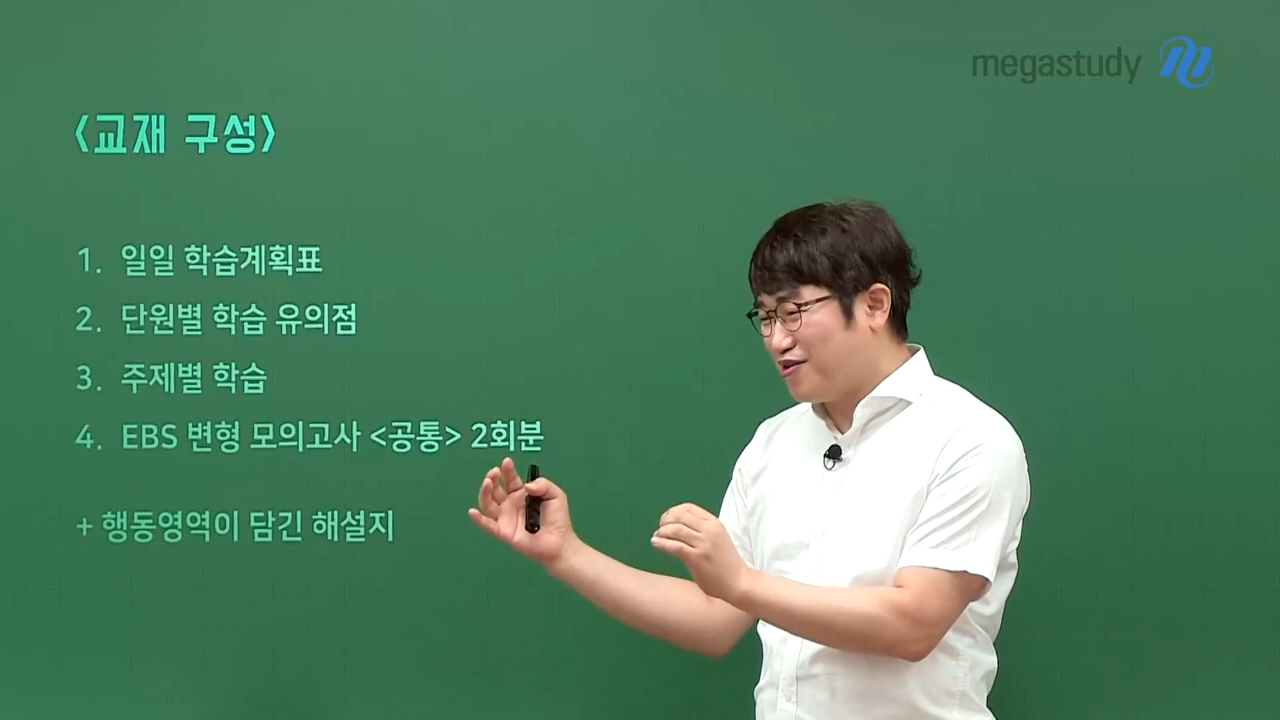 megastudy
<교재 구성>
1. 일일 학습계획표
2. 단원별 학습 유의점
3. 주제별 학습
4. EBS 변형 모의고사 <공통> 2회분
+ 행동영역이 담긴 해설지